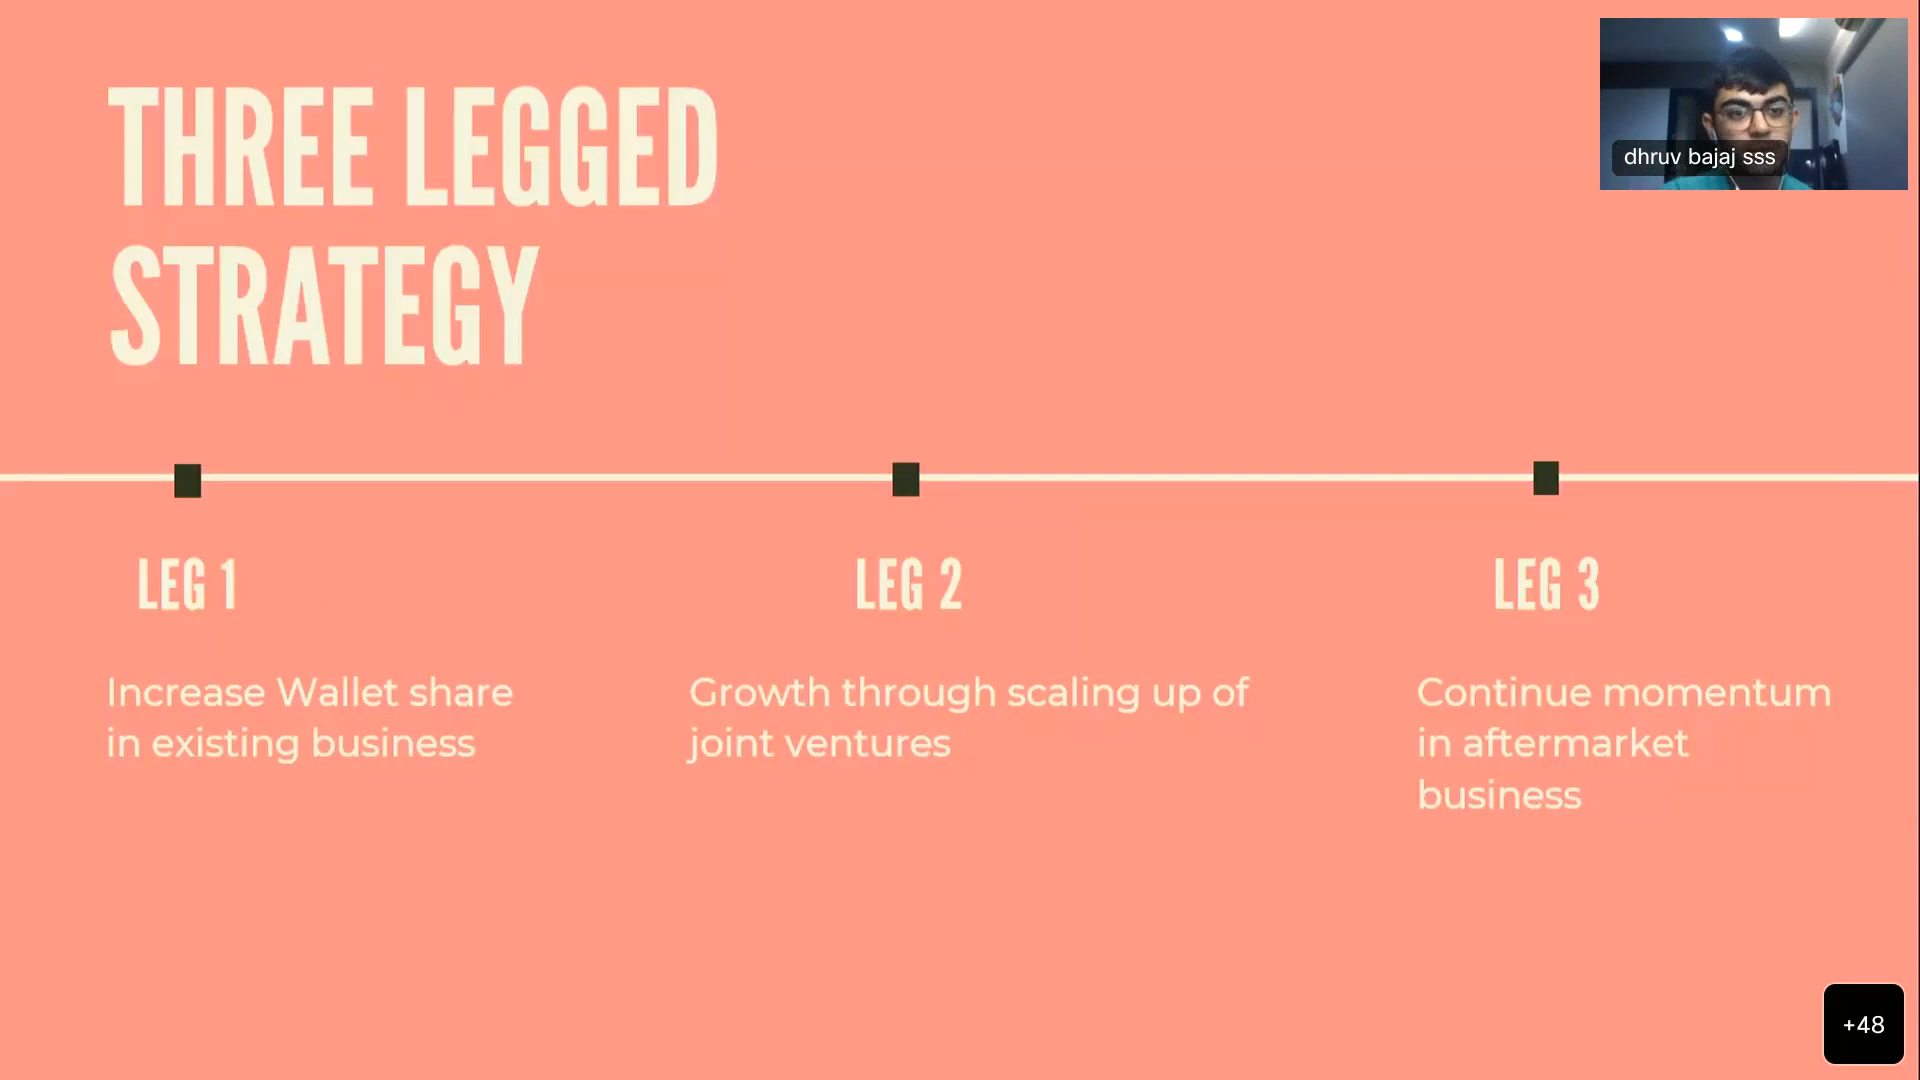 THREE LEGGED
STRATEGY
dhruv bajaj sss
LEG 1
Increase Wallet share
in existing business
LEG 2
Growth through scaling up of
joint ventures
LEG 3
Continue momentum
in aftermarket
business
+48